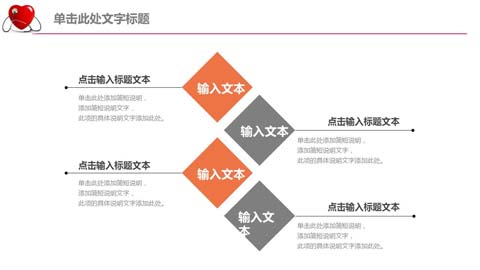 单击此处文字标题
点击输入标题文本
单击此处添加简短说明，
添加简短说明文字，
此项的具体说明文字添加此处。
输入文本
输入文本
点击输入标题文本
单击此处添加简短说明，
添加简短说明文字，
此项的具体说明文字添加此处。
点击输入标题文本
单击此处添加简短说明，
添加简短说明文字，
此项的具体说明文字添加此处。
输入文本
输入文
本
点击输入标题文本
单击此处添加简短说明，
添加简短说明文字，
此项的具体说明文字添加此处。